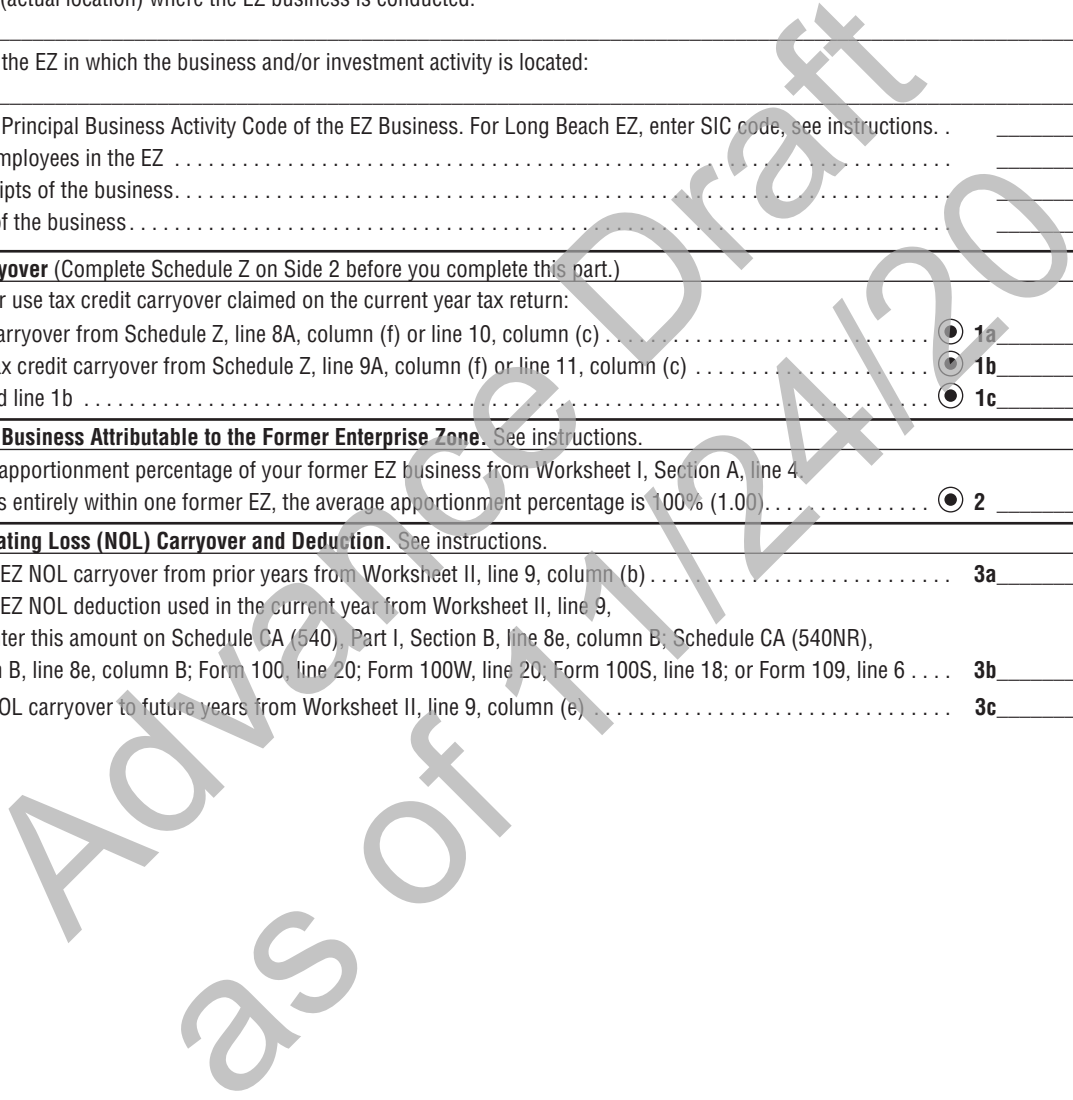 (actual location) where the EZ business is conducted:
the EZ in which the business and/or investment activity is located:
Principal Business Activity Code of the EZ Business. For Long Beach EZ, enter SIC code, see instructions. .
mployees in the EZ
ipts of the business.
of the business
yover (Complete Schedule Z on Side 2 before you complete this part.)
r use tax credit carryover claimed on the current year tax return:
arryover from Schedule Z, line 8A, column (f) or line 10, column (c) 1a
ax credit carryover from Schedule Z, line 9A, column (f) or line 11, column (c) 1b
d line 1b 1c
Business Attributable to the Former Enterprise Zone. See instructions.
apportionment percentage of your former EZ business from Worksheet I, Section A, line 4.
s entirely within one former EZ, the average apportionment percentage is 100% (1.00). 2
ating Loss (NOL) Carryover and Deduction. See instructions.
EZ NOL carryover from prior years from Worksheet II, line 9, column (b) 3a
EZ NOL deduction used in the current year from Worksheet II, line 9,
ter this amount on Schedule CA (540), Part I, Section B, line 8e, column B; Schedule CA (540NR),
n B, line 8e, column B; Form 100, line 20; Form 100W, line 20; Form 100S, line 18; or Form 109, line 6 . . . . 3b
OL carryover to future years from Worksheet II, line 9, column (e) 3c
Advance Draft
as of 11/24/20